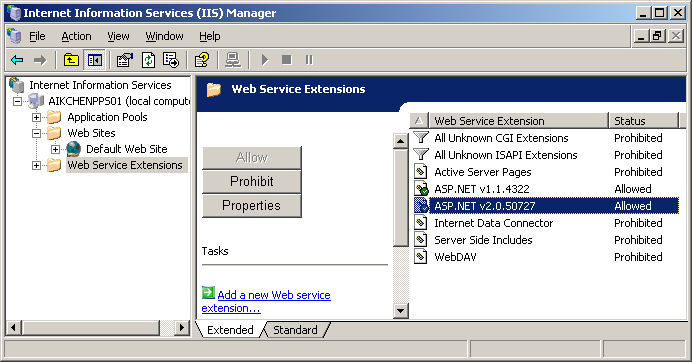 Internet Information Services (IIS) Manager
File Action View Window Help
Internet Information Services
AIKCHENPPS01 (local compute
Application Pools
Web Sites
Default Web Site
Web Service Extensions
Web Service Extensions
Allow
Prohibit
Properties
Tasks
Add a new Web service
extension...
Web Service Extension Status
All Unknown CGI Extensions Prohibited
All Unknown ISAPI Extensions Prohibited
Active Server Pages Prohibited
ASP.NET v1.1.4322 Allowed
ASP.NET v2.0.50727 Allowed
Internet Data Connector Prohibited
Server Side Includes Prohibited
WebDAV Prohibited
Extended Standard